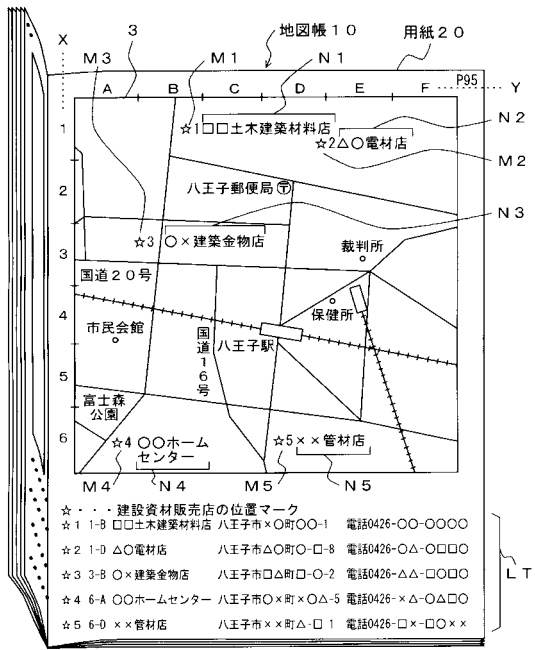 地図帳10
用紙20
X
3
M3
M1
N1
P95
A B C D E F
Y
1
☆1□□土木建築材料店
N2
☆2△○電材店
M2
2
八王子郵便局〒
N3
3
☆3 ○×建築金物店
裁判所
国道20号
4
市民会館
国道16号
八王子駅
保健所
5
富士森
公園
6
☆4 ○○ホーム
センター
☆5××管材店
M4
N4
M5
N5
☆・・・建設資材販売店の位置マーク
☆1 1-B □□土木建築材料店 八王子市×○町○○-1 電話0426-○○-○○○○
☆2 1-D △○電材店 八王子市△○町○-□-8 電話0426-○△-○□□○
☆3 3-B ○×建築金物店 八王子市□△町□-○-2 電話0426-△△-□□○○
☆4 6-A ○○ホームセンター 八王子市○×町×○△-5 電話0426-×△-○△□○
☆5 6-D ××管材店 八王子市××町△-□ 1 電話0426-□×-□○××
LT